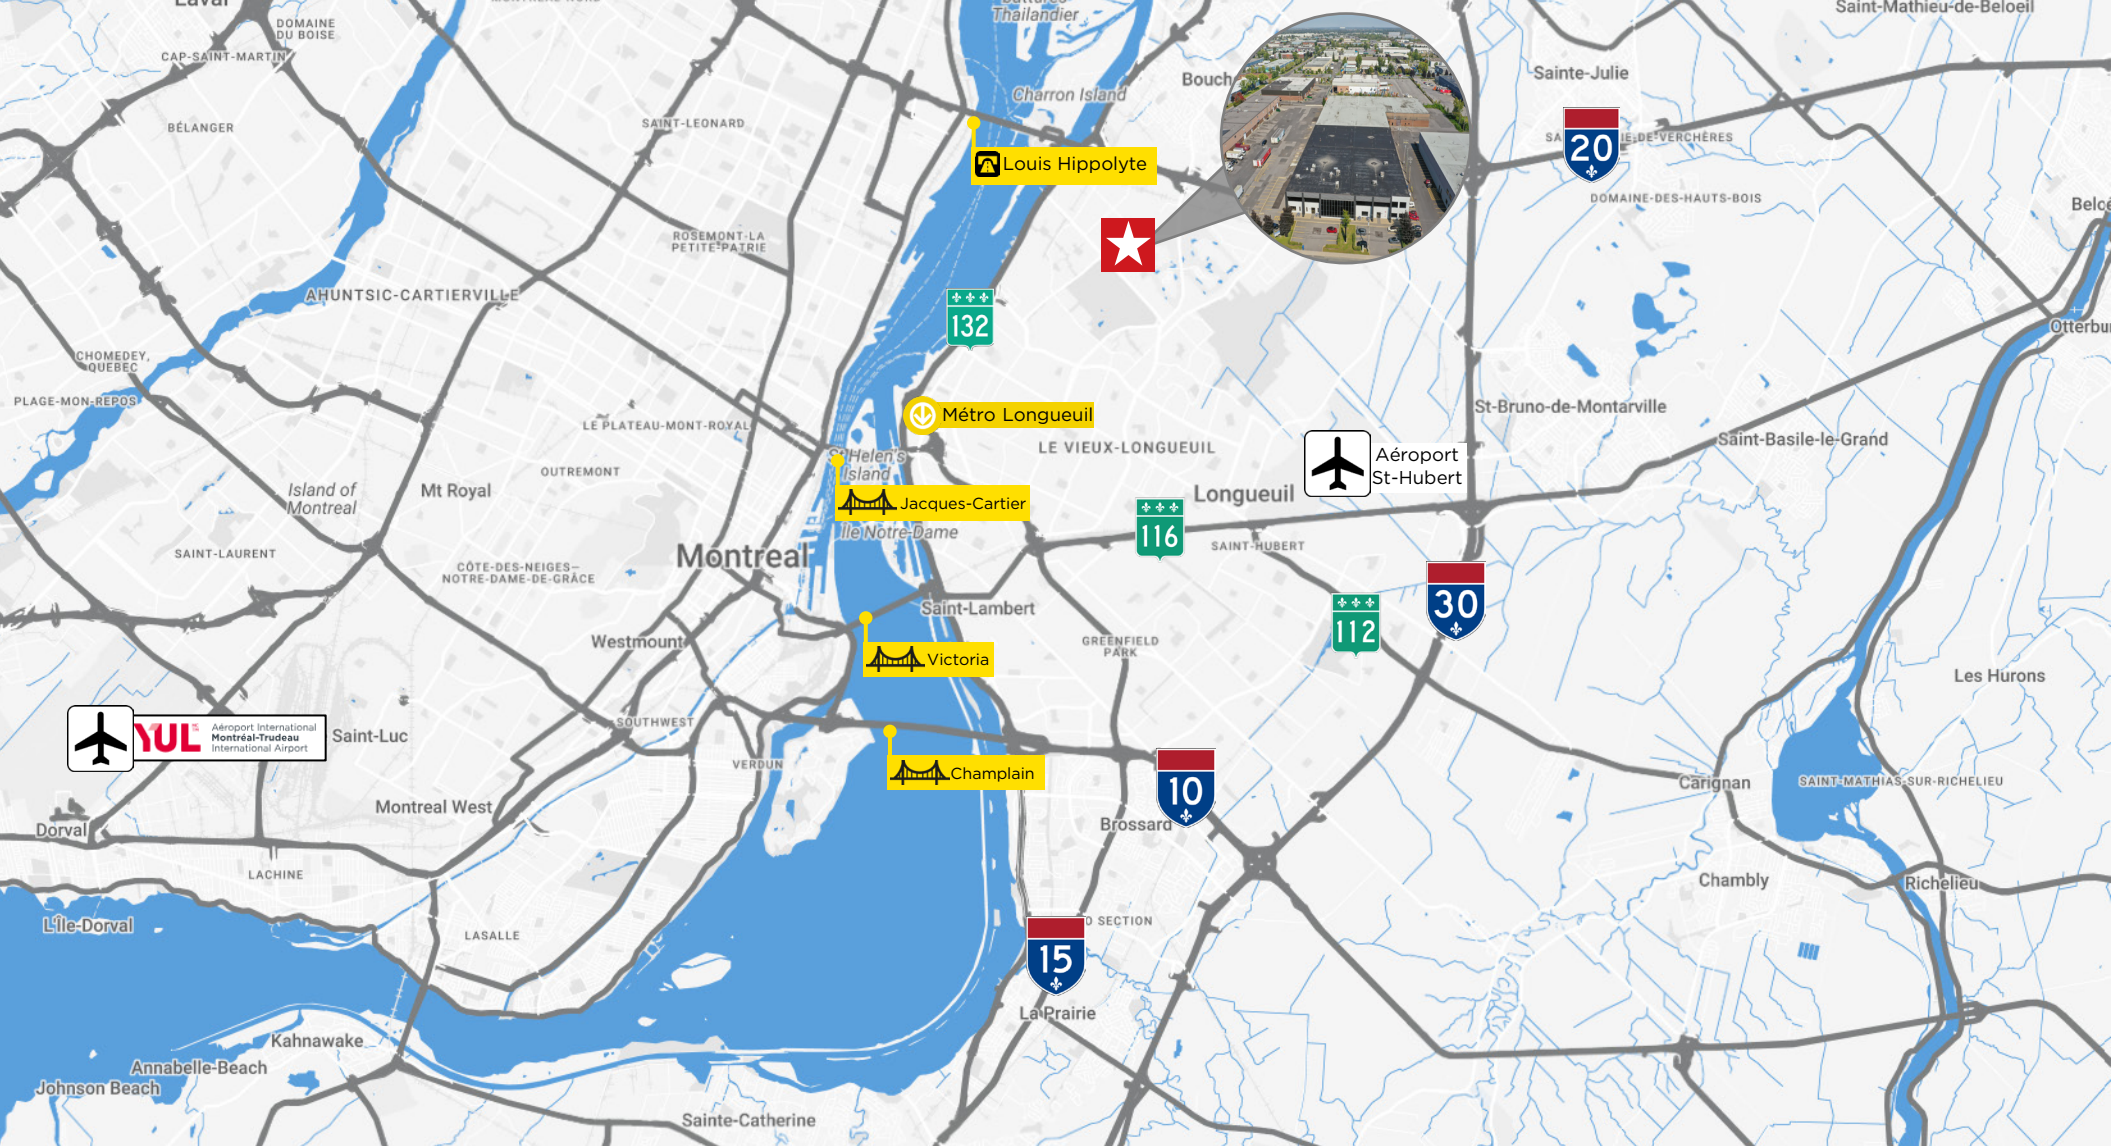 Laval
MONTRÉAL-NORD
Thailandier
Saint-Mathieu-de-Beloeil
DOMAINE
DU BOISE
CAP-SAINT-MARTIN
Sainte-Julie
Charron Island
BÉLANGER
SAINT-LEONARD
20
Louis Hippolyte
DOMAINE-DES-HAUTS-BOIS
ROSEMONT-LA
PETITE-PATRIE
AHUNTSIC-CARTIERVILLE
132
CHOMEDEY,
QUEBEC
PLAGE-MON-REPOS
LE PLATEAU-MONT-ROYAL
Métro Longueuil
St-Bruno-de-Montarville
LE VIEUX-LONGUEUIL
Saint-Basile-le-Grand
Aéroport
St-Hubert
St Helen's
Island
OUTREMONT
Mt Royal
Island of
Montreal
Longueuil
Jacques-Cartier
Ile Notre-Dame
116
SAINT-HUBERT
SAINT-LAURENT
Montreal
CÔTE-DES-NEIGES—
NOTRE-DAME-DE-GRÂCE
30
Saint-Lambert
112
Westmount
GREENFIELD
PARK
Victoria
Les Hurons
SOUTHWEST
YUL
Aéroport International
Montréal-Trudeau
International Airport
Saint-Luc
VERDUN
Champlain
10
Carignan
SAINT-MATHIAS-SUR-RICHELIEU
Montreal West
Dorval
Brossard
LACHINE
Chambly
Richelieu
L'Île-Dorval
LASALLE
SECTION
15
La Prairie
Kahnawake
Annabelle-Beach
Johnson Beach
Sainte-Catherine